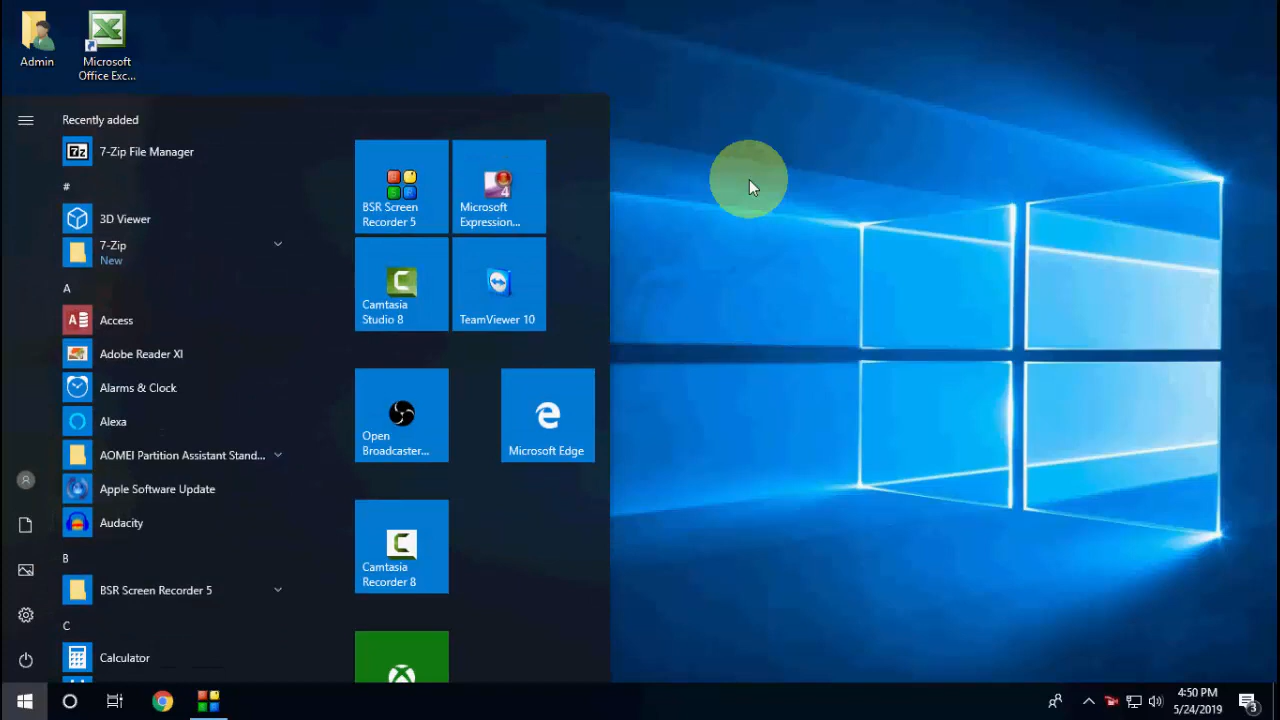 Admin
Microsoft
Office Exc...
Recently added
7-Zip File Manager
#
3D Viewer
7-Zip
New
A
Access
Adobe Reader XI
Alarms & Clock
Alexa
AOMEI Partition Assistant Stand...
Apple Software Update
Audacity
B
BSR Screen Recorder 5
C
Calculator
BSR Screen
Recorder 5
Microsoft
Expression...
4
Camtasia
Studio 8
TeamViewer 10
Open
Broadcaster...
Microsoft Edge
Camtasia
Recorder 8
4:50 PM
5/24/2019
3